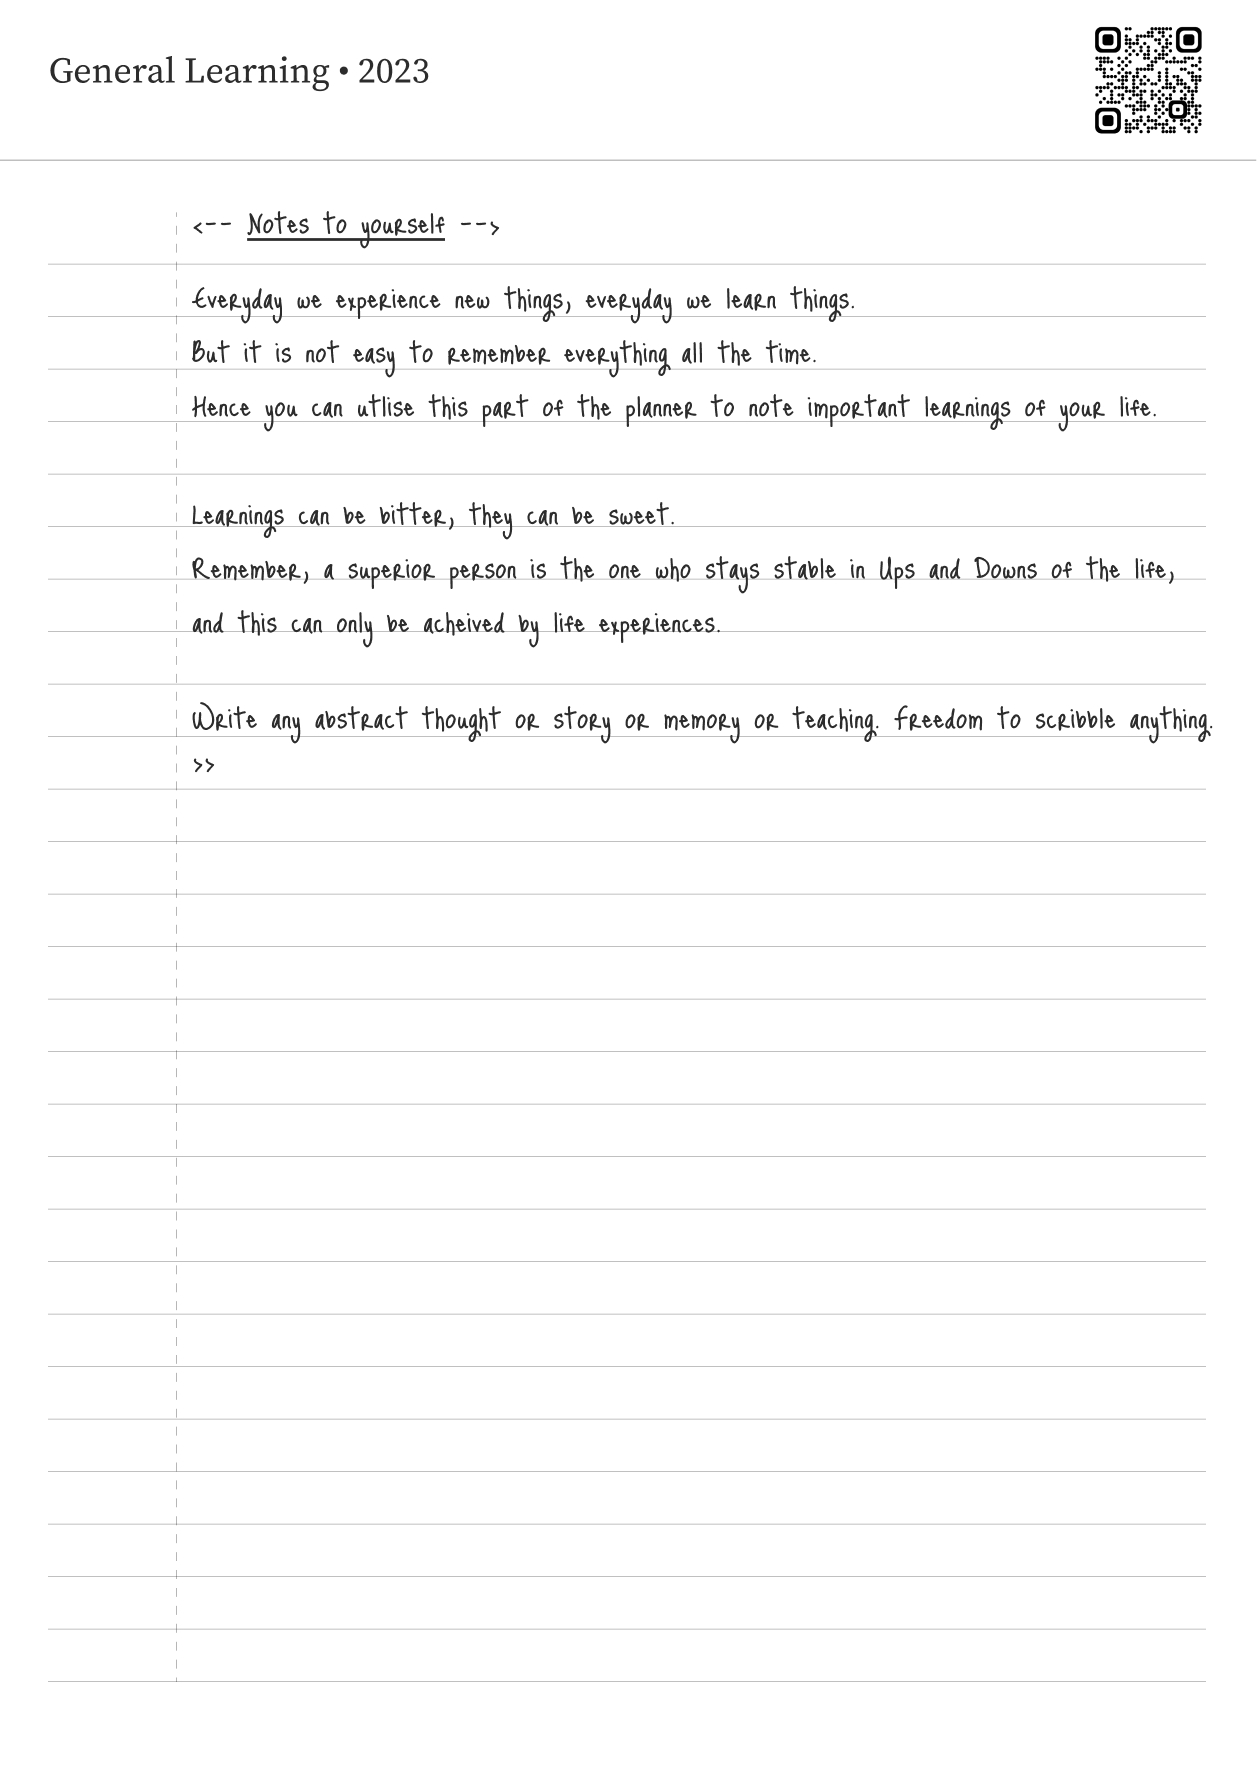 General Learning • 2023
<-- Notes to yourself -->
Everyday we experience new things, everyday we learn things.
But it is not easy to remember everything all the time.
Hence you can utlise this part of the planner to note important learnings of your life.
Learnings can be bitter, they can be sweet.
Remember, a superior person is the one who stays stable in Ups and Downs of the life,
and this can only be acheived by life experiences.
Write any abstract thought or story or memory or teaching. Freedom to scribble anything.
>>